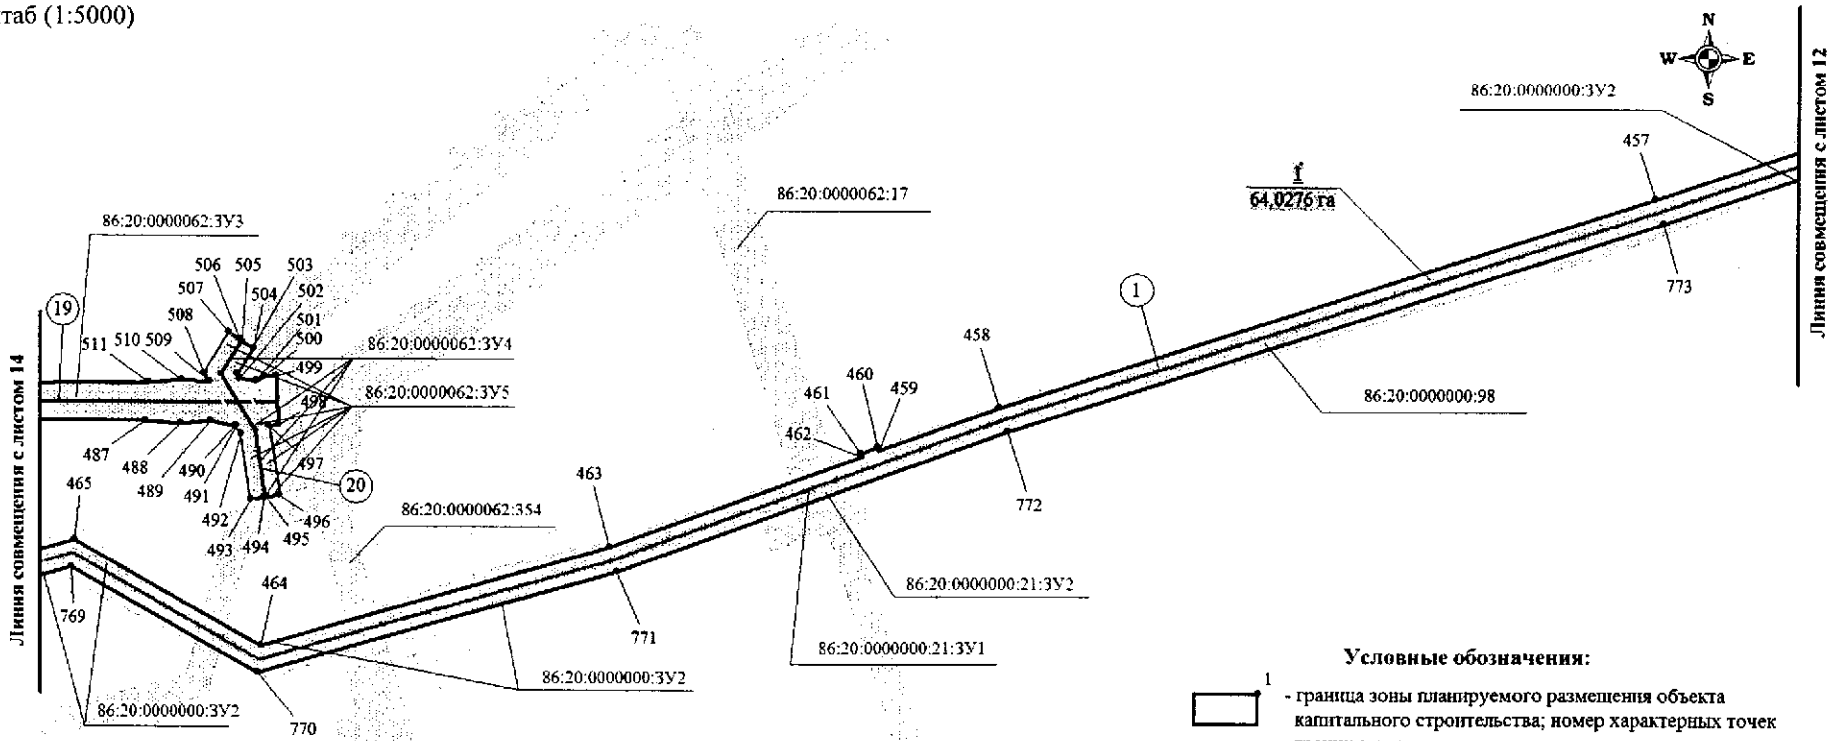 таб (1:5000)
N
W E
S
86:20:0000000:ЗУ2
457
f
64,0276 га
86:20:0000062:17
86:20:0000062:ЗУ3
506 505 503
507 504 502
508 501
500
511 510 509
86:20:0000062:ЗУ4
499
19
86:20:0000062:ЗУ5
498
1
773
458
460
461 459
462
86:20:0000000:98
487
488
489
490
491
492
493
494
495
496
497
20
465
463
772
86:20:0000062:354
464
86:20:0000000:21:ЗУ2
769
771
86:20:0000000:21:ЗУ1
86:20:0000000:ЗУ2
86:20:0000000:ЗУ2
770
Линия совмещения с листом 14
Линия совмещения с листом 12
Условные обозначения:
1
- граница зоны планируемого размещения объекта
капитального строительства; номер характерных точек